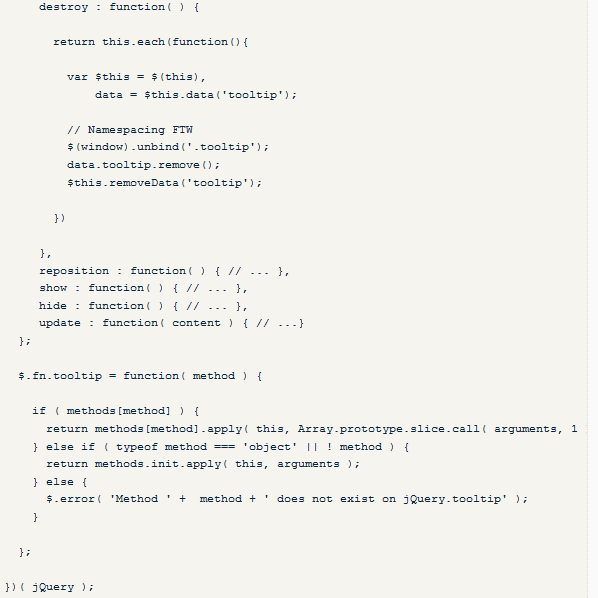 destroy : function( ) {
return this.each(function(){
var $this = $(this),
data = $this.data('tooltip');
// Namespacing FTW
$(window).unbind('.tooltip');
data.tooltip.remove();
$this.removeData('tooltip');
})
},
reposition : function( ) { // ... },
show : function( ) { // ... },
hide : function( ) { // ... },
update : function( content ) { // ...}
};
$.fn.tooltip = function( method ) {
if ( methods[method] ) {
return methods[method].apply( this, Array.prototype.slice.call( arguments, 1
} else if ( typeof method === 'object' || ! method ) {
return methods.init.apply( this, arguments );
} else {
$.error( 'Method ' +  method + ' does not exist on jQuery.tooltip' );
}
};
})( jQuery );